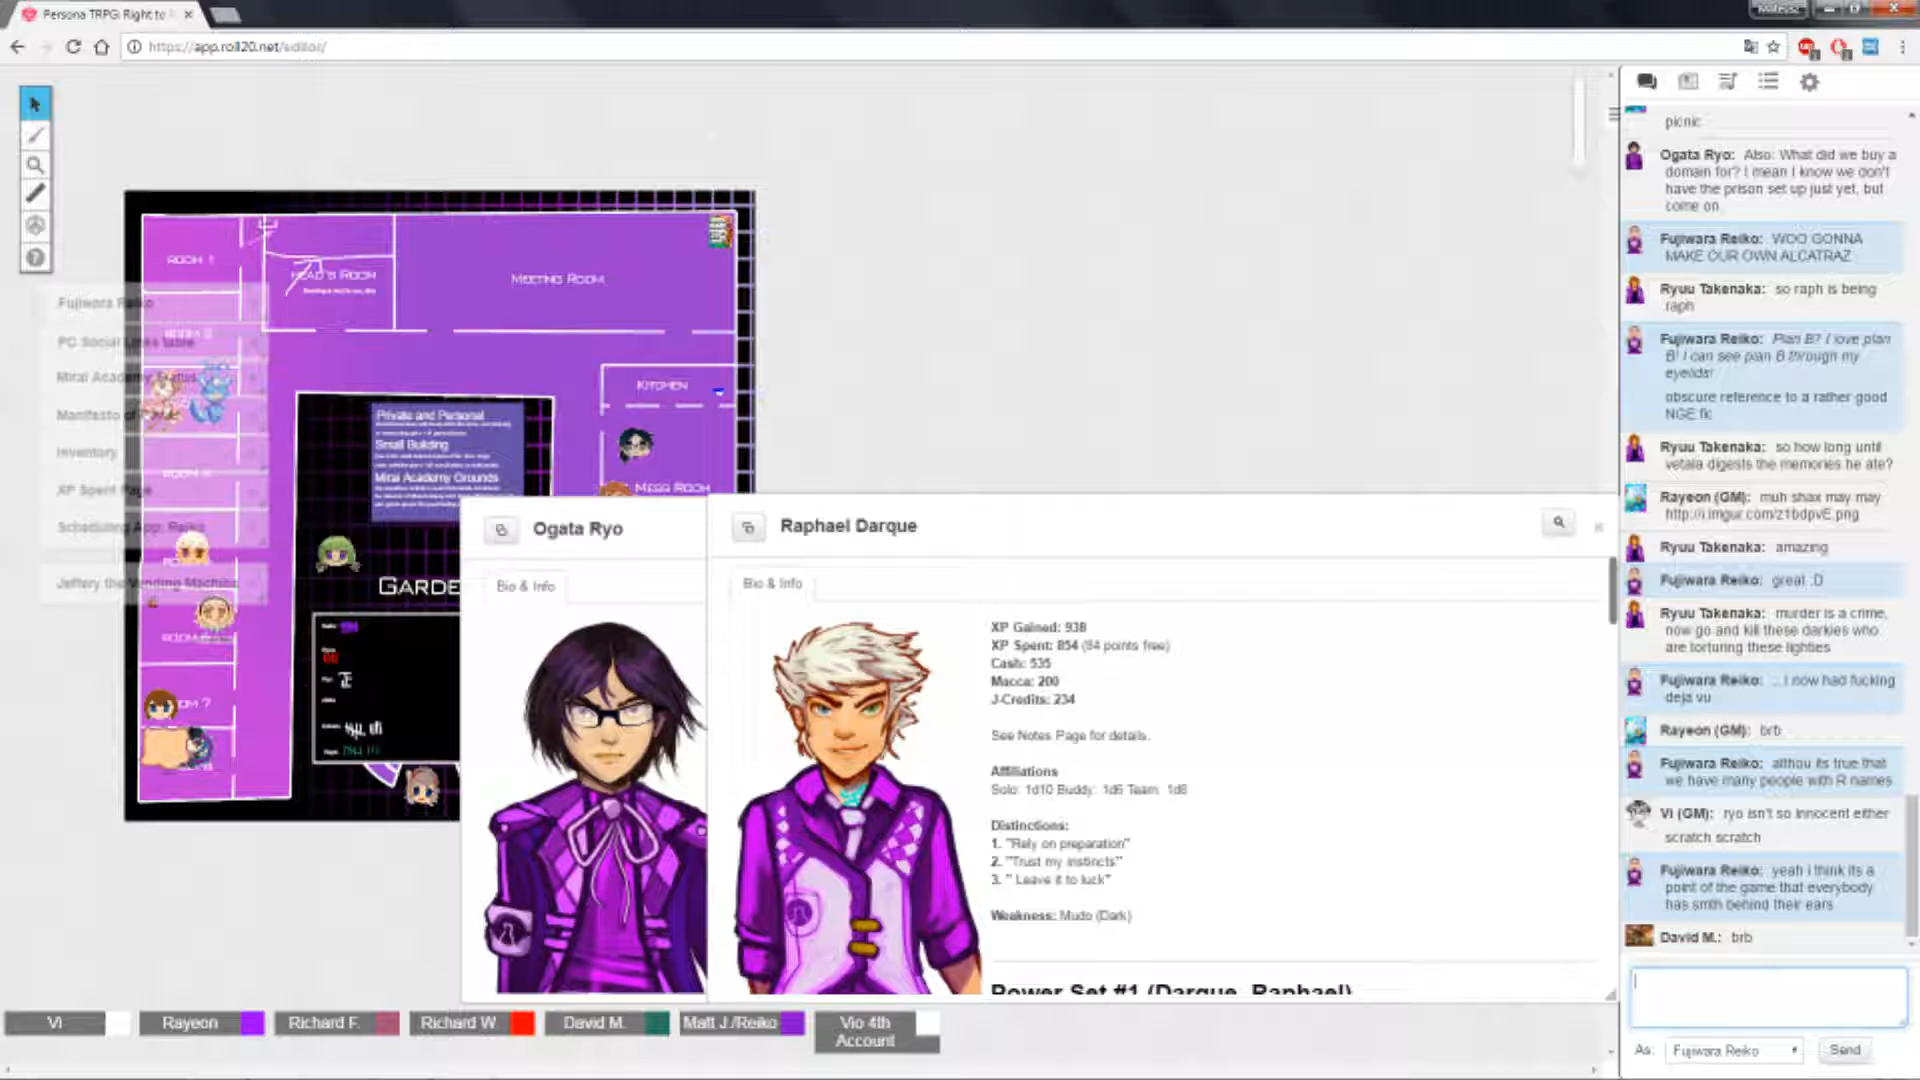 Persona TRPG: Right to
Mateusz
https://app.roll20.net/editor/
ROOM 1
HEAD'S ROOM
MEETING ROOM
KITCHEN
MESS ROOM
Fujiwara Reiko
PC Social Links table
Mirai Academy Status
Manifesto of
Inventory
XP Spent Page
Scheduling App: Reiko
Jeffery the Vending Machine
Private and Personal
Small Building
Mirai Academy Grounds
GARDE
Ogata Ryo
Bio & Info
Raphael Darque
Bio & Info
XP Gained: 938
XP Spent: 854 (84 points free)
Cash: 535
Macca: 200
J-Credits: 234
See Notes Page for details.
Affiliations
Solo: 1d10 Buddy: 1d6 Team: 1d8
Distinctions:
1. "Rely on preparation"
2. "Trust my instincts"
3. " Leave it to luck"
Weakness: Mudo (Dark)
Power Set #1 (Darque, Raphael)
picnic
Ogata Ryo: Also: What did we buy a
domain for? I mean I know we don't
have the prison set up just yet, but
come on
Fujiwara Reiko: WOO GONNA
MAKE OUR OWN ALCATRAZ
Ryuu Takenaka: so raph is being
raph
Fujiwara Reiko: Plan B? I love plan
B! I can see plan B through my
eyelids!
obscure reference to a rather good
NGE fic
Ryuu Takenaka: so how long until
vetala digests the memories he ate?
Rayeon (GM): muh shax may may
http://i.imgur.com/z1bdpvE.png
Ryuu Takenaka: amazing
Fujiwara Reiko: great :D
Ryuu Takenaka: murder is a crime,
now go and kill these darkies who
are torturing these lighties
Fujiwara Reiko: ...I now had fucking
deja vu
Rayeon (GM): brb
Fujiwara Reiko: althou its true that
we have many people with R names
Vi (GM): ryo isn't so innocent either
scratch scratch
Fujiwara Reiko: yeah i think its a
point of the game that everybody
has smth behind their ears
David M.: brb
As: Fujiwara Reiko
Send
Vi
Rayeon
Richard F.
Richard W.
David M.
Matt J./Reiko
Vio 4th
Account